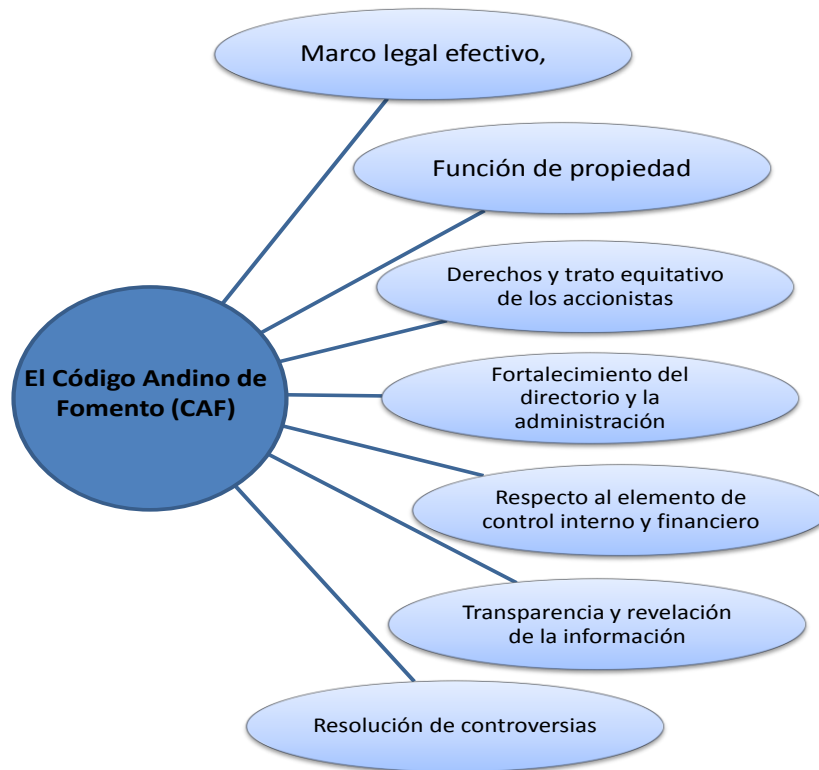 Marco legal efectivo,
Función de propiedad
Derechos y trato equitativo
de los accionistas
El Código Andino de
Fomento (CAF)
Fortalecimiento del
directorio y la
administración
Respecto al elemento de
control interno y financiero
Transparencia y revelación
de la información
Resolución de controversias